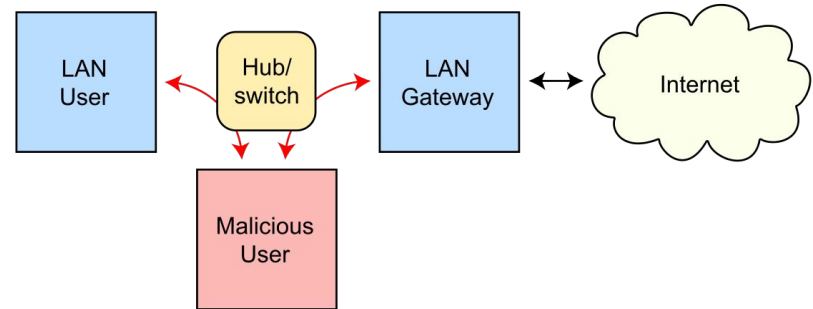 LAN
User
Hub/
switch
LAN
Gateway
Internet
Malicious
User